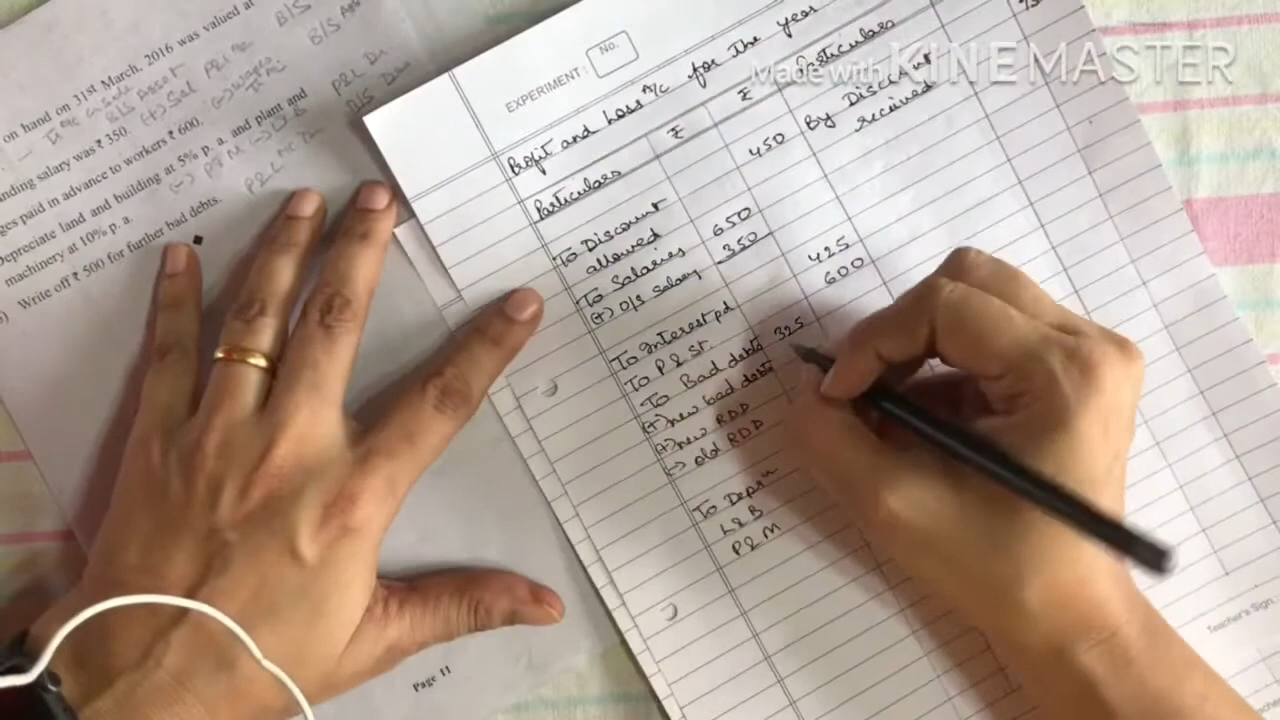 on hand on 31st March, 2016 was valued at
nding salary was ₹ 350.
ges paid in advance to workers ₹ 600.
Depreciate land and building at 5% p. a. and plant and
machinery at 10% p. a.
Write off ₹ 500 for further bad debts.
Page 11
B/S
EXPERIMENT :
No.
Made with KINEMASTER
Profit and Loss A/c for the year
Particulars
₹
₹
Particulars
To Discount
allowed
450
By Discount
received
To Salaries 650
(+) O/S Salary 350
To Interest pd 425
To P & St. 600
To Bad debts 325
(+) new bad debts
(+) new RDD
(-) old RDD
To Deprn
L&B
P&M
Teacher's Sign.